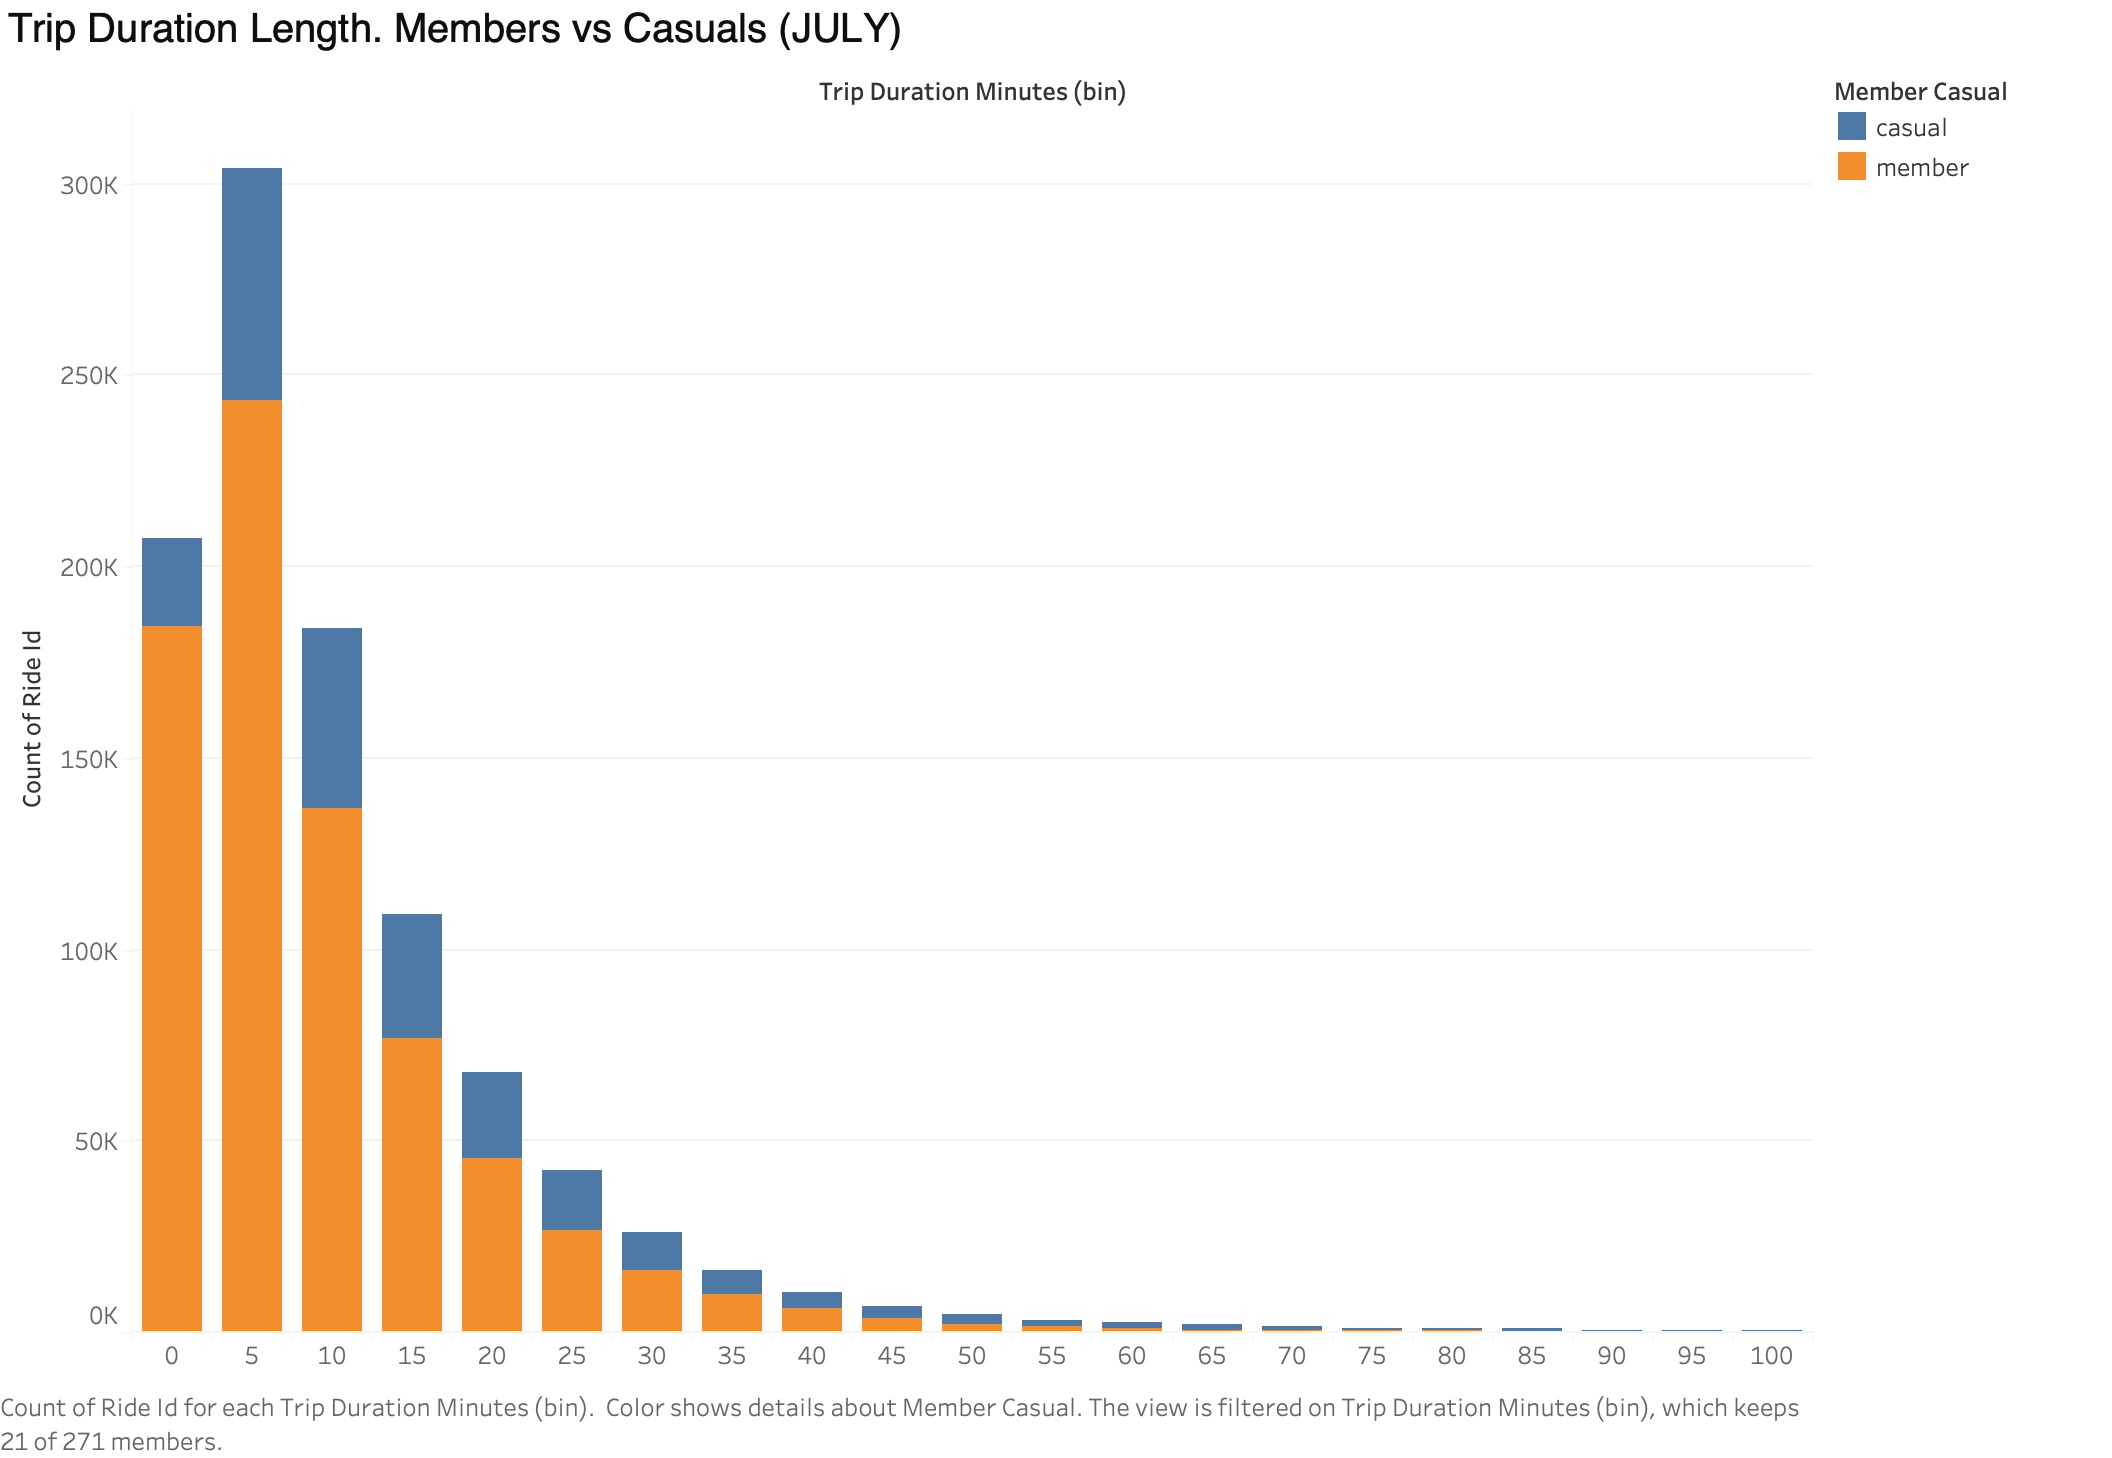 Trip Duration Length. Members vs Casuals (JULY)
Trip Duration Minutes (bin)
Member Casual
casual
member
300K
250K
200K
150K
100K
50K
0K
Count of Ride Id
0 5 10 15 20 25 30 35 40 45 50 55 60 65 70 75 80 85 90 95 100
Count of Ride Id for each Trip Duration Minutes (bin).  Color shows details about Member Casual. The view is filtered on Trip Duration Minutes (bin), which keeps
21 of 271 members.